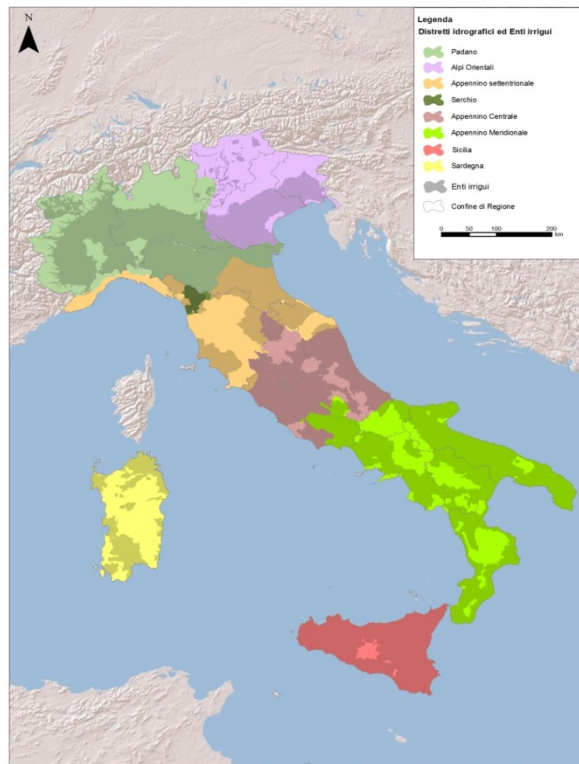 N
Legenda
Distretti Idrografici ed Enti irrigui
Padano
Alpi Orientali
Appennino settentrionale
Serchio
Appennino Centrale
Appennino Meridionale
Sicilia
Sardegna
Enti irrigui
Confine di Regione
0 50 100 200
km